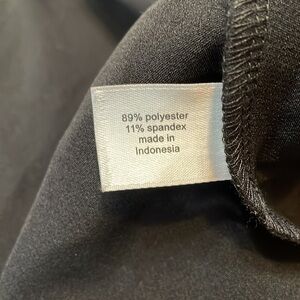 89% polyester
11% spandex
made in
Indonesia